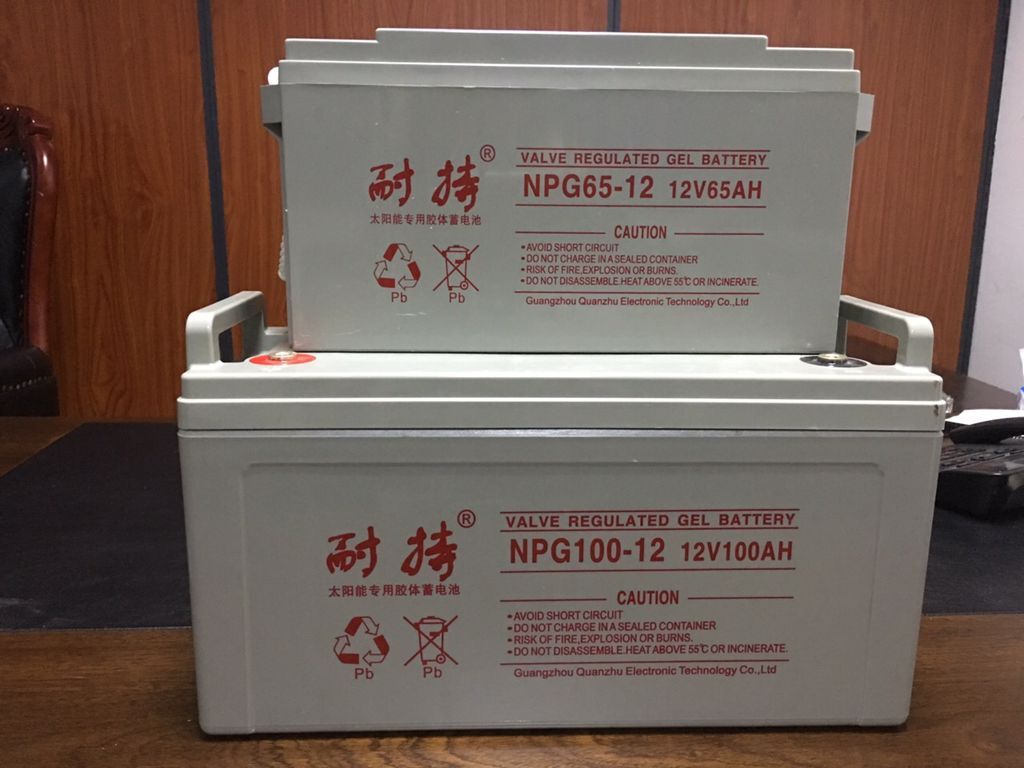 耐持®
太阳能专用胶体蓄电池
Pb Pb
VALVE REGULATED GEL BATTERY
NPG65-12 12V65AH
CAUTION
•AVOID SHORT CIRCUIT
•DO NOT CHARGE IN A SEALED CONTAINER
•RISK OF FIRE,EXPLOSION OR BURNS.
•DO NOT DISASSEMBLE.HEAT ABOVE 55℃ OR INCINERATE.
Guangzhou Quanzhu Electronic Technology Co.,Ltd
耐持®
太阳能专用胶体蓄电池
Pb Pb
VALVE REGULATED GEL BATTERY
NPG100-12 12V100AH
CAUTION
•AVOID SHORT CIRCUIT
•DO NOT CHARGE IN A SEALED CONTAINER
•RISK OF FIRE,EXPLOSION OR BURNS.
•DO NOT DISASSEMBLE.HEAT ABOVE 55℃ OR INCINERATE.
Guangzhou Quanzhu Electronic Technology Co.,Ltd